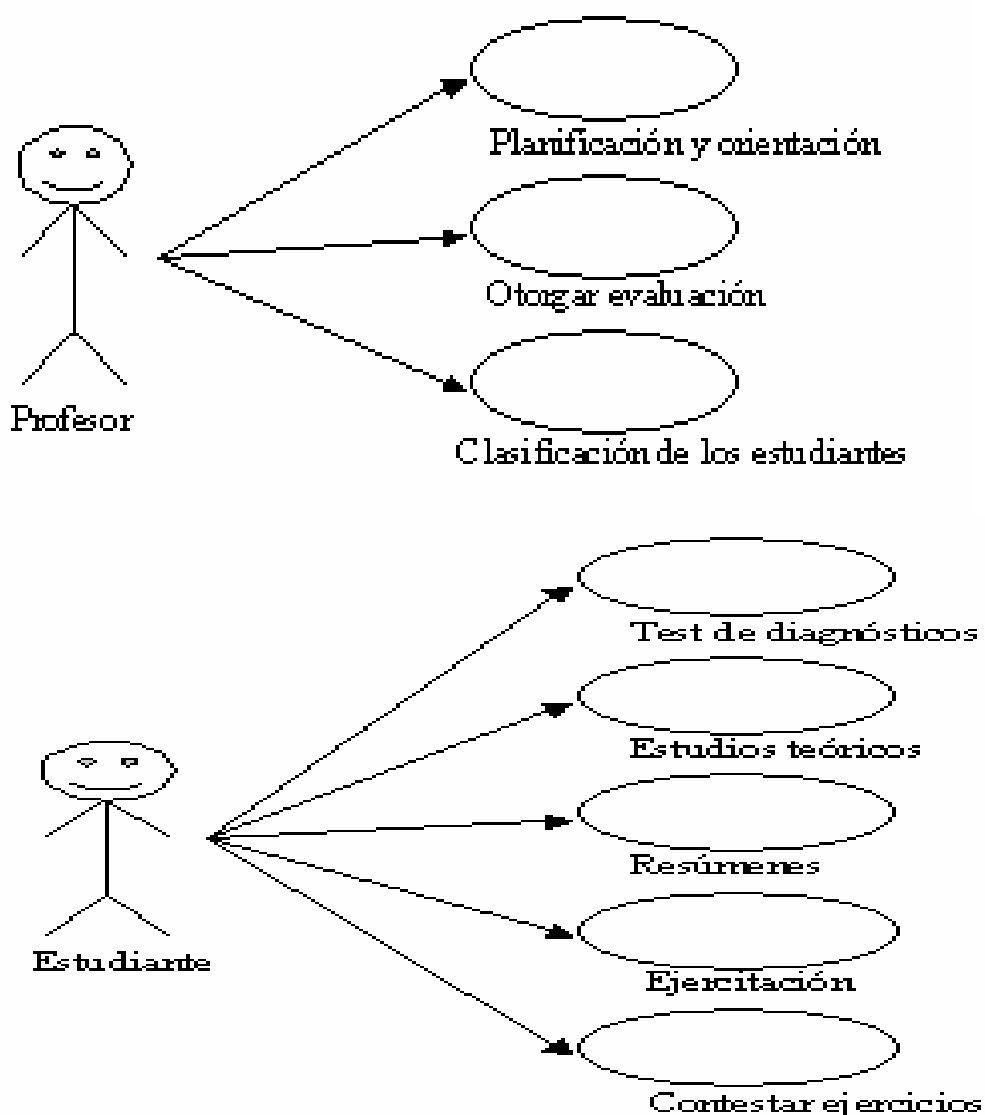 Planificación y orientación
Otorgar evaluación
Profesor
Clasificación de los estudiantes
Test de diagnósticos
Estudios teóricos
Resúmenes
Estudiante
Ejercitación
Contestar ejercicios